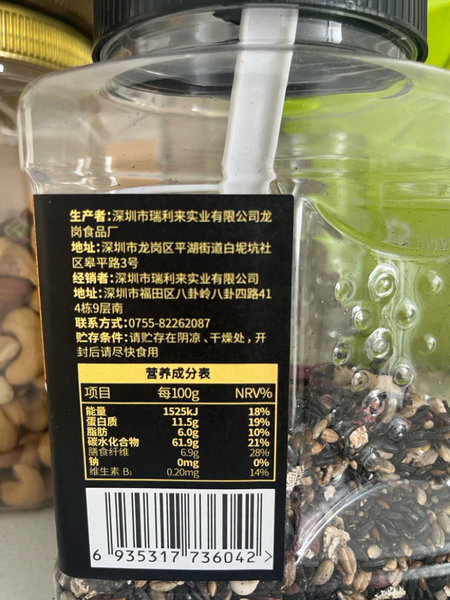 生产者:深圳市瑞利来实业有限公司龙
岗食品厂
地址:深圳市龙岗区平湖街道白坭坑社
区皋平路3号
经销者:深圳市瑞利来实业有限公司
地址:深圳市福田区八卦岭八卦四路41
4栋9层南
联系方式:0755-82262087
贮存条件:请贮存在阴凉、干燥处,开
封后请尽快食用
营养成分表
项目 每100g NRV%
能量 1525kJ 18%
蛋白质 11.5g 19%
脂肪 6.0g 10%
碳水化合物 61.9g 21%
膳食纤维 6.9g 28%
钠 0mg 0%
维生素 B₁ 0.20mg 14%
6 935317 736042 >